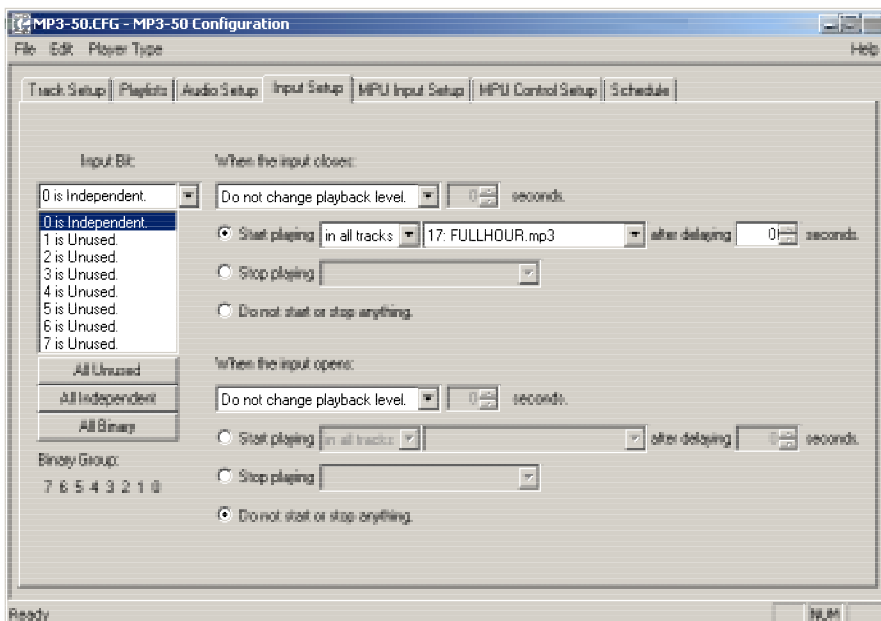 MP3-50.CFG - MP3-50 Configuration
File Edit Player Type Help
Track Setup Playlists Audio Setup Input Setup MPU Input Setup MPU Control Setup Schedule
Input Bit:
0 is Independent.
0 is Independent.
1 is Unused.
2 is Unused.
3 is Unused.
4 is Unused.
5 is Unused.
6 is Unused.
7 is Unused.
All Unused
All Independent
All Binary
Binary Group:
7 6 5 4 3 2 1 0
When the input closes:
Do not change playback level. 0 seconds.
Start playing in all tracks 17: FULLHOUR.mp3 after delaying 0 seconds.
Stop playing
Do not start or stop anything.
When the input opens:
Do not change playback level. 0 seconds.
Start playing in all tracks after delaying 0 seconds.
Stop playing
Do not start or stop anything.
Ready NUM